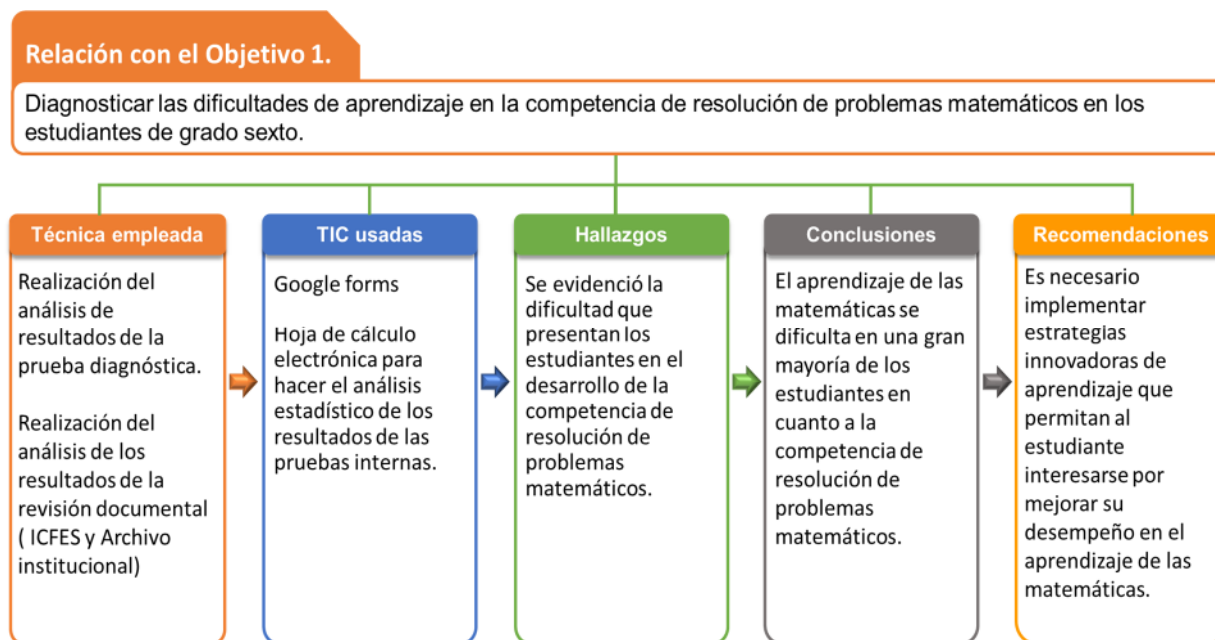 Relación con el Objetivo 1.
Diagnosticar las dificultades de aprendizaje en la competencia de resolución de problemas matemáticos en los
estudiantes de grado sexto.
Técnica empleada
Realización del
análisis de
resultados de la
prueba diagnóstica.
Realización del
análisis de los
resultados de la
revisión documental
( ICFES y Archivo
institucional)
TIC usadas
Google forms
Hoja de cálculo
electrónica para
hacer el análisis
estadístico de los
resultados de las
pruebas internas.
Hallazgos
Se evidenció la
dificultad que
presentan los
estudiantes en el
desarrollo de la
competencia de
resolución de
problemas
matemáticos.
Conclusiones
El aprendizaje de las
matemáticas se
dificulta en una gran
mayoría de los
estudiantes en
cuanto a la
competencia de
resolución de
problemas
matemáticos.
Recomendaciones
Es necesario
implementar
estrategias
innovadoras de
aprendizaje que
permitan al
estudiante
interesarse por
mejorar su
desempeño en el
aprendizaje de las
matemáticas.